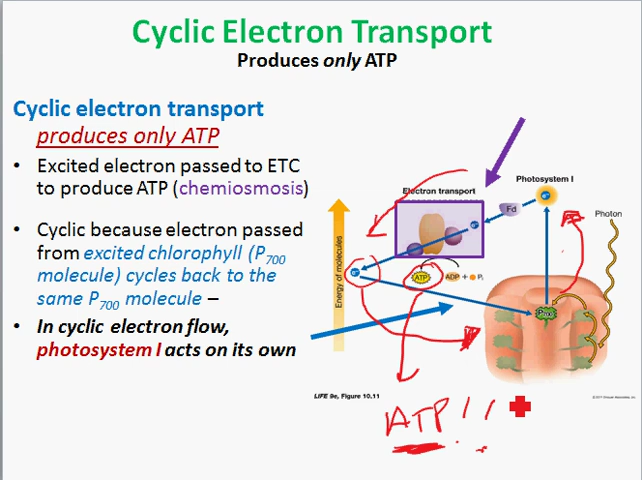 Cyclic Electron Transport
Produces only ATP
Cyclic electron transport
produces only ATP
• Excited electron passed to ETC
to produce ATP (chemiosmosis)
• Cyclic because electron passed
from excited chlorophyll (P700
molecule) cycles back to the
same P700 molecule –
• In cyclic electron flow,
photosystem I acts on its own
Photosystem I
Electron transport
Fd
Photon
e-
e-
e-
Energy of molecules
ATP
ADP + Pi
P700
LIFE 9e, Figure 10.11
ATP!!